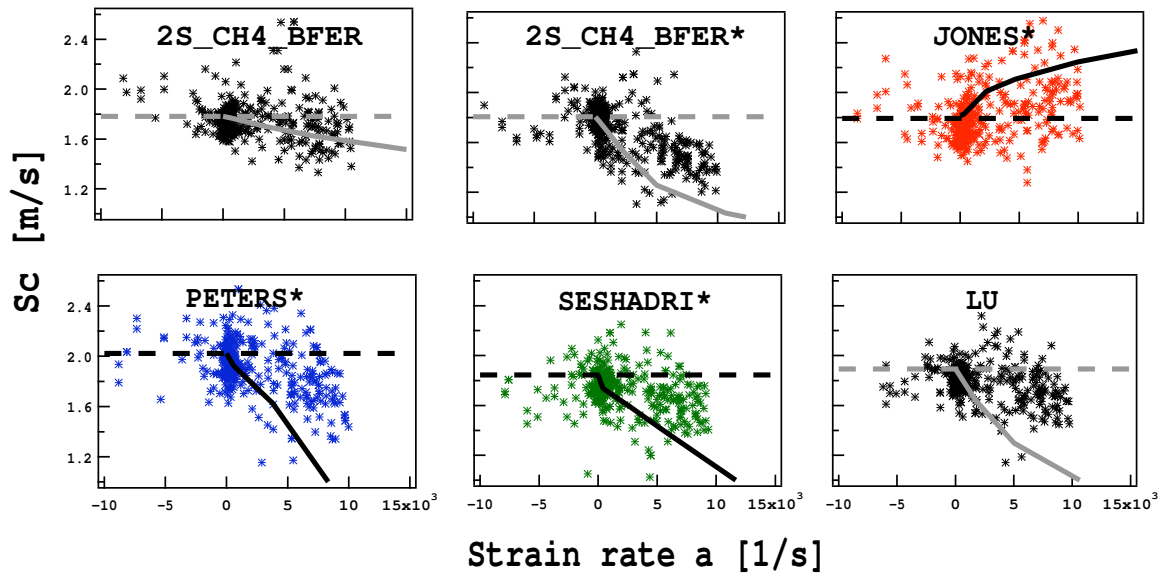 2S_CH4_BFER
2S_CH4_BFER*
JONES*
2.4
2.0
1.6
1.2
Sc [m/s]
PETERS*
SESHADRI*
LU
2.4
2.0
1.6
1.2
-10 -5 0 5 10 15x10³
-10 -5 0 5 10 15x10³
-10 -5 0 5 10 15x10³
Strain rate a [1/s]